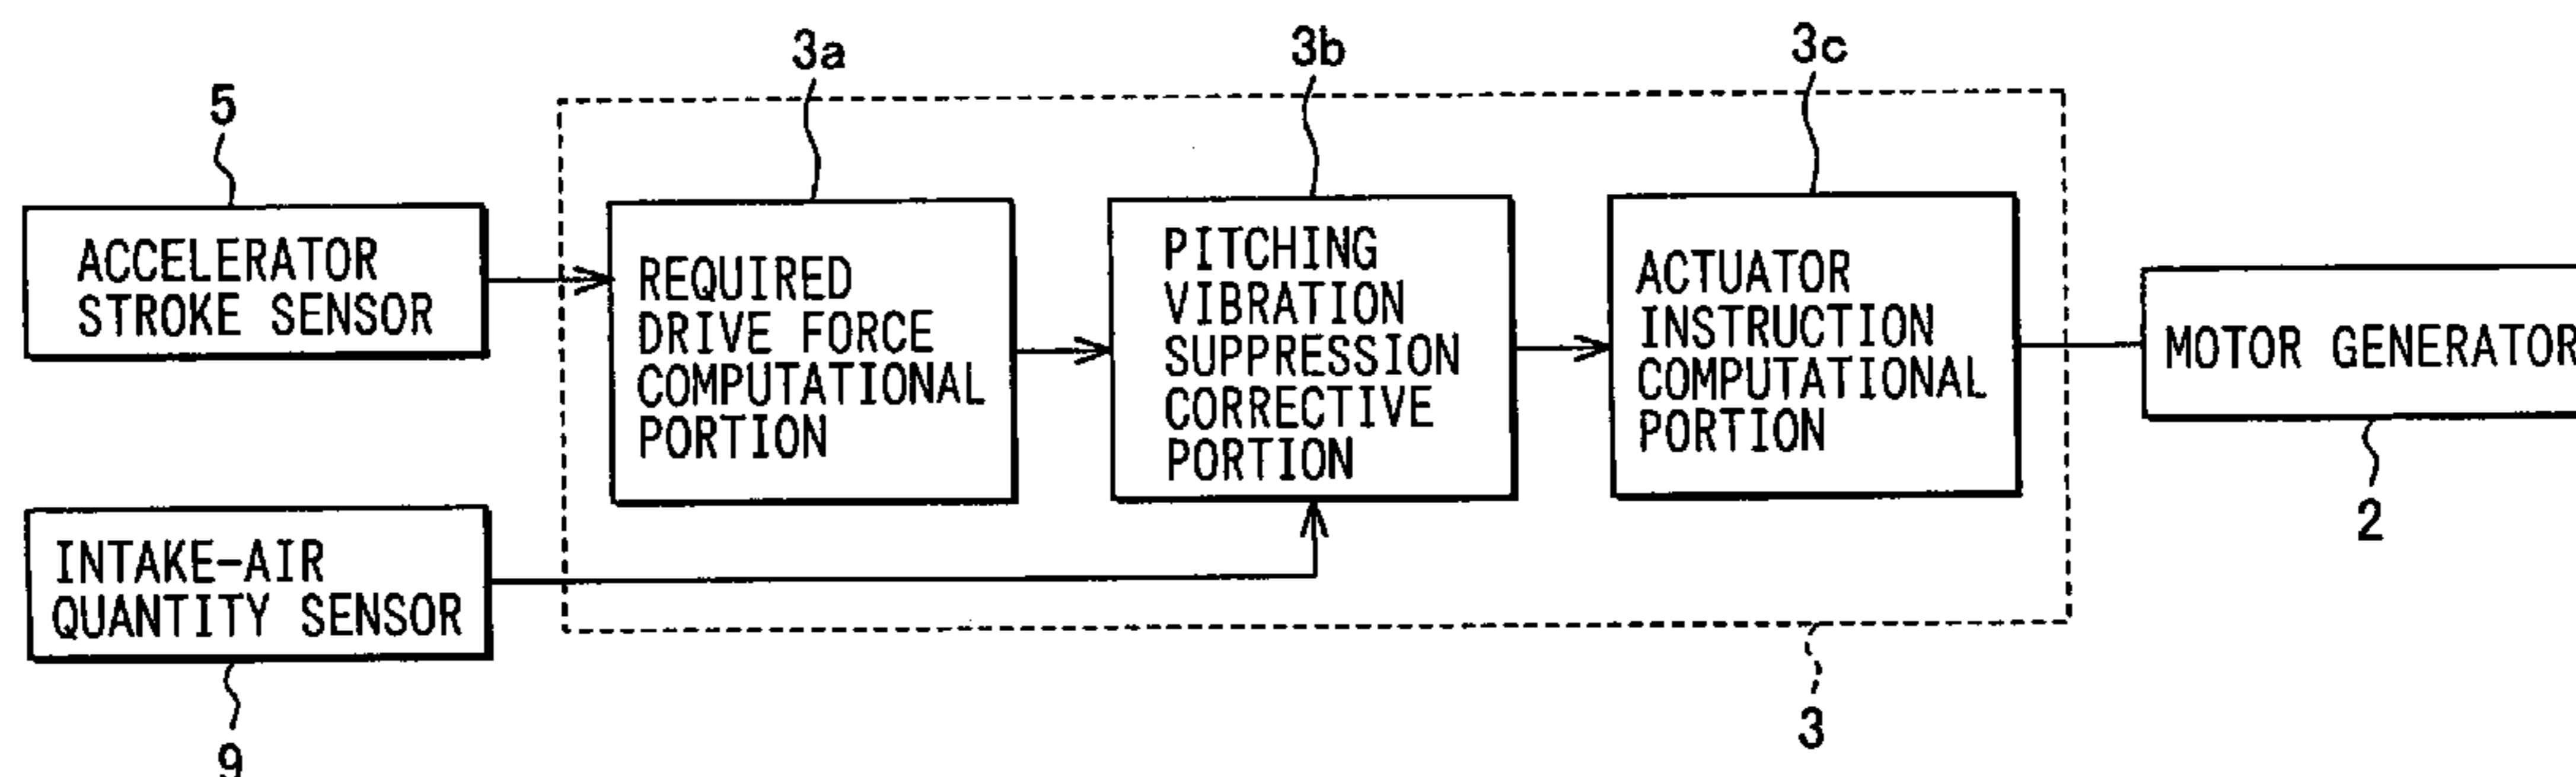 3a
3b
3c
5
ACCELERATOR
STROKE SENSOR
REQUIRED
DRIVE FORCE
COMPUTATIONAL
PORTION
PITCHING
VIBRATION
SUPPRESSION
CORRECTIVE
PORTION
ACTUATOR
INSTRUCTION
COMPUTATIONAL
PORTION
MOTOR GENERATOR
2
INTAKE-AIR
QUANTITY SENSOR
3
9